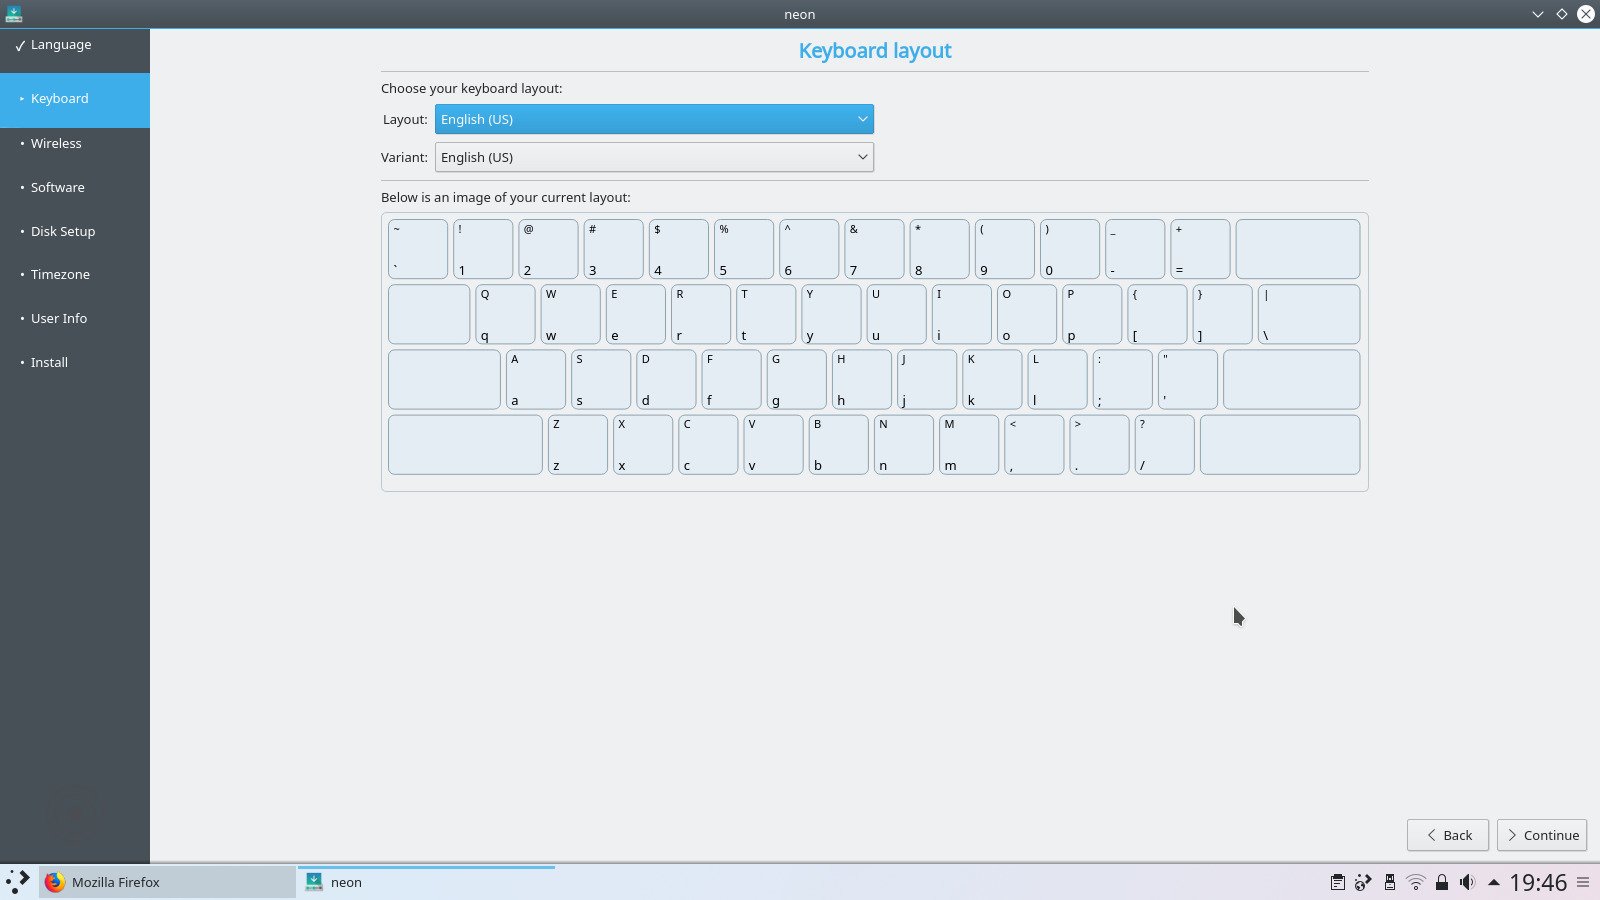 neon
✓ Language
Keyboard
• Wireless
• Software
• Disk Setup
• Timezone
• User Info
• Install
Keyboard layout
Choose your keyboard layout:
Layout: English (US)
Variant: English (US)
Below is an image of your current layout:
~ ! @ # $ % ^ & * ( ) _ +
` 1 2 3 4 5 6 7 8 9 0 - =
Q W E R T Y U I O P { } |
q w e r t y u i o p [ ] \
A S D F G H J K L : "
a s d f g h j k l ; '
Z X C V B N M < > ?
z x c v b n m , . /
Back
Continue
Mozilla Firefox
neon
19:46